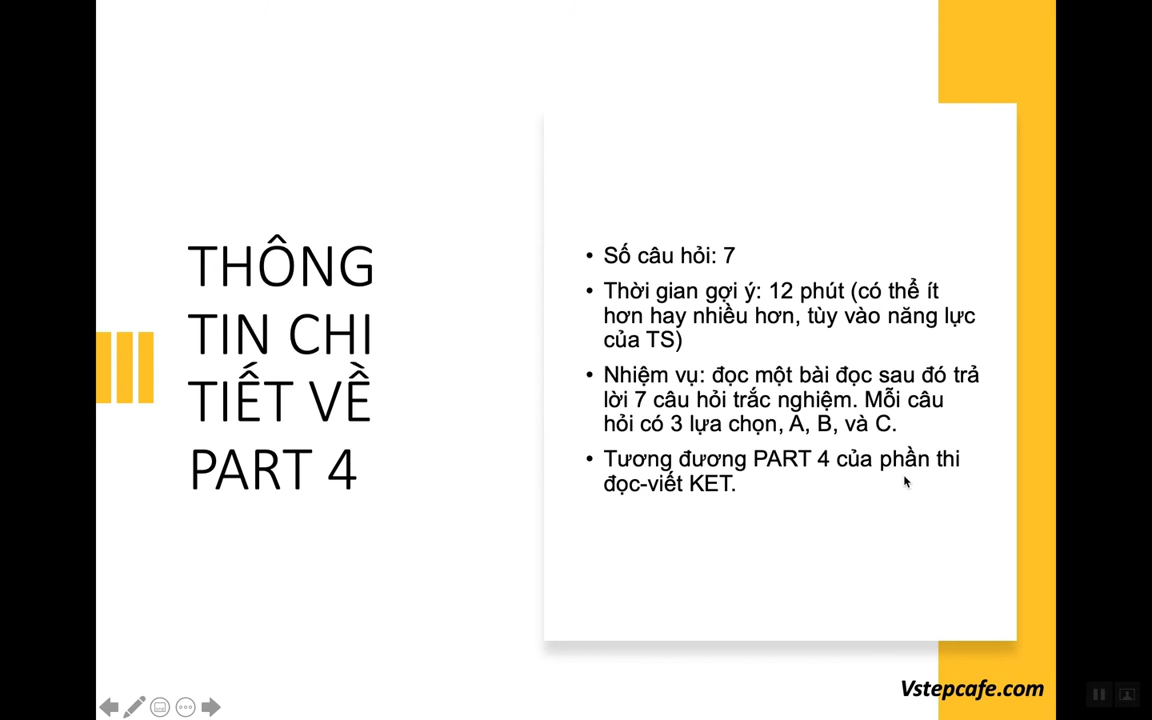 THÔNG
TIN CHI
TIẾT VỀ
PART 4
• Số câu hỏi: 7
• Thời gian gợi ý: 12 phút (có thể ít
hơn hay nhiều hơn, tùy vào năng lực
của TS)
• Nhiệm vụ: đọc một bài đọc sau đó trả
lời 7 câu hỏi trắc nghiệm. Mỗi câu
hỏi có 3 lựa chọn, A, B, và C.
• Tương đương PART 4 của phần thi
đọc-viết KET.
Vstepcafe.com